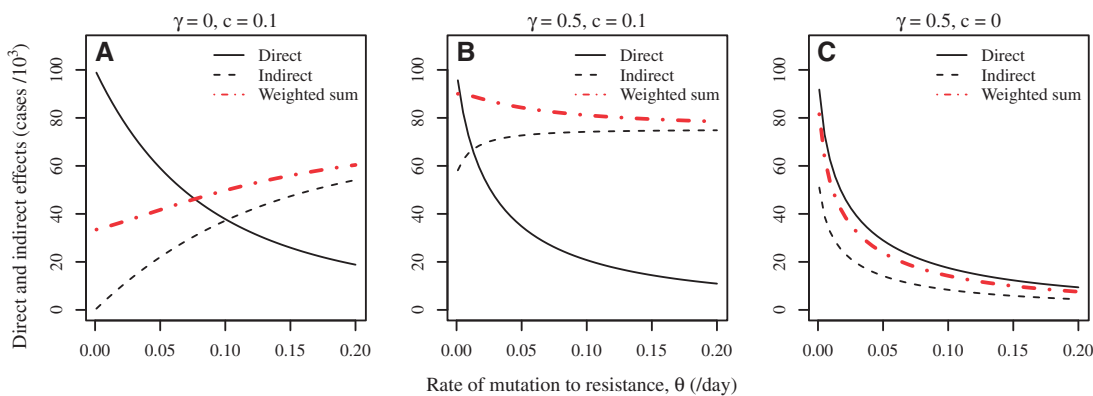 γ = 0, c = 0.1
γ = 0.5, c = 0.1
γ = 0.5, c = 0
Direct and indirect effects (cases /10³)
A
Direct
Indirect
Weighted sum
0
20
40
60
80
100
0.00 0.05 0.10 0.15 0.20
B
Direct
Indirect
Weighted sum
0
20
40
60
80
100
0.00 0.05 0.10 0.15 0.20
C
Direct
Indirect
Weighted sum
0
20
40
60
80
100
0.00 0.05 0.10 0.15 0.20
Rate of mutation to resistance, θ (/day)